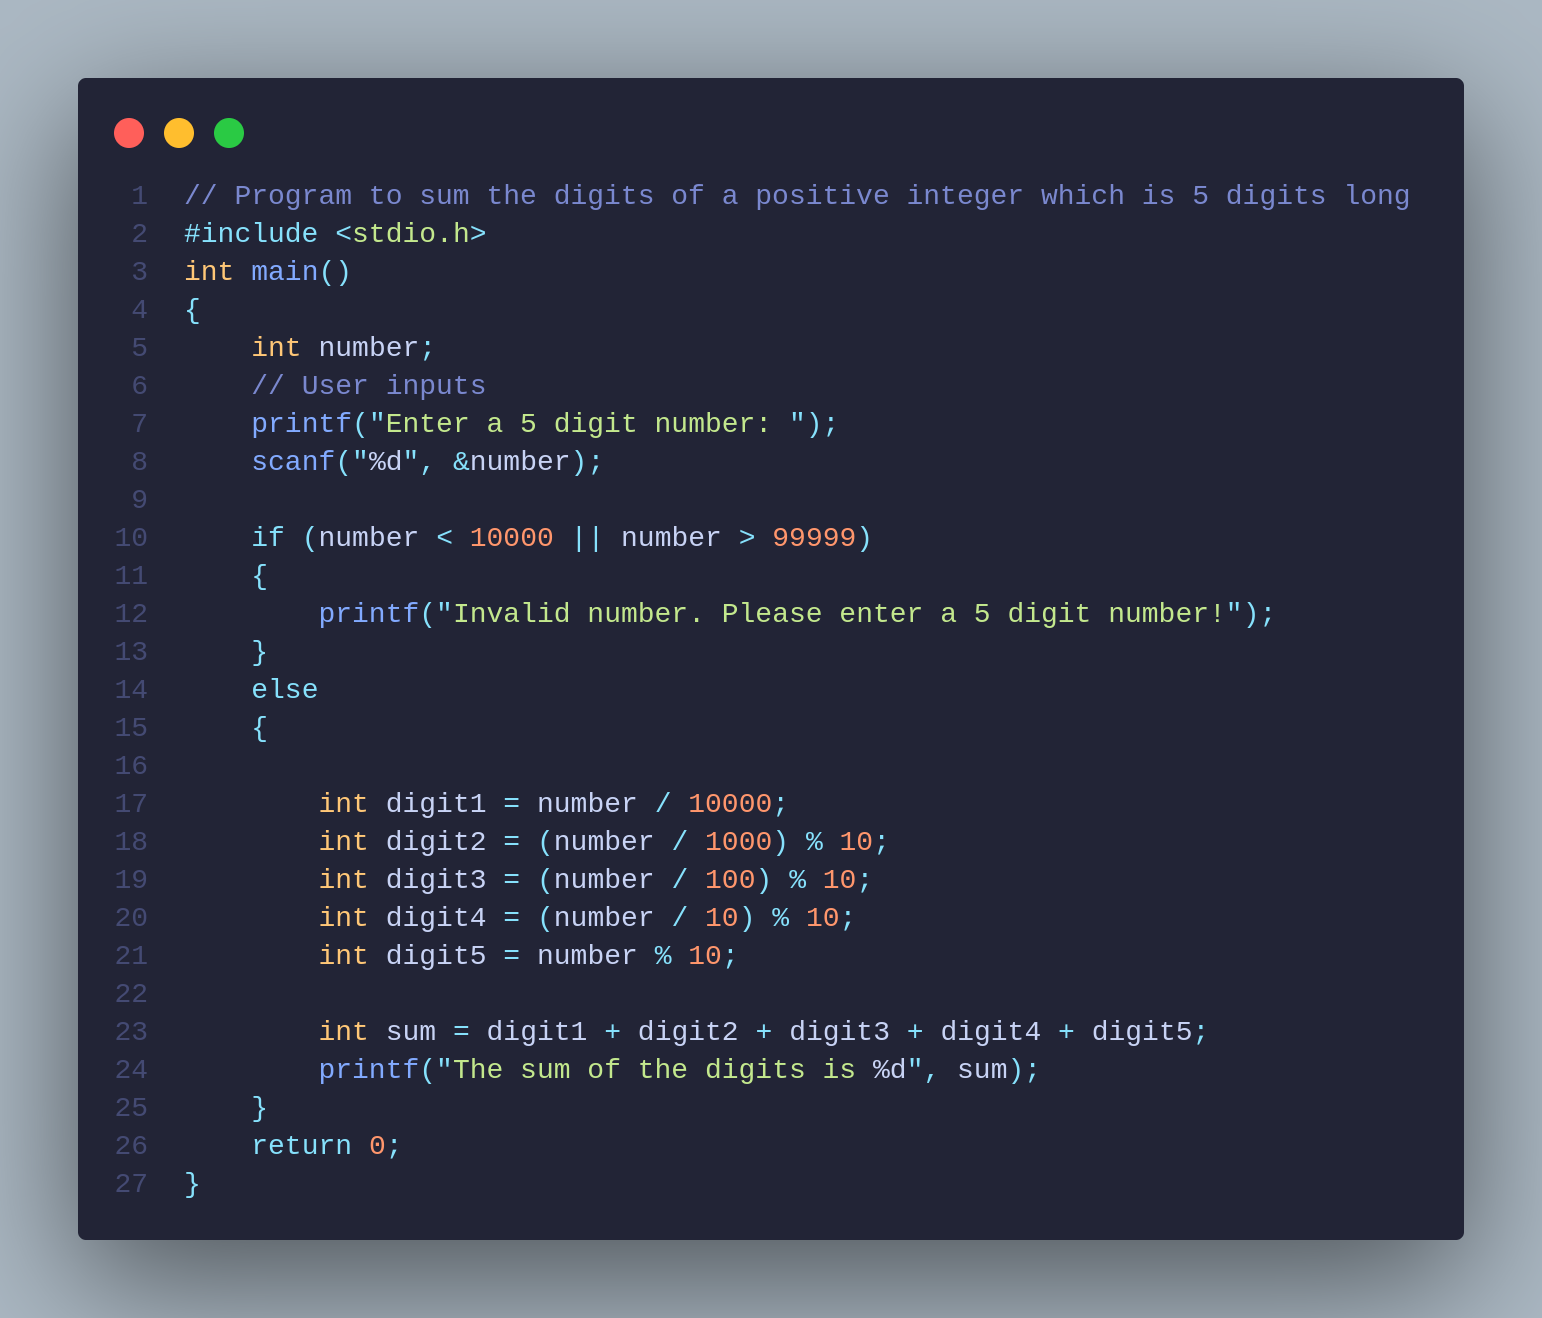 1 // Program to sum the digits of a positive integer which is 5 digits long
2 #include <stdio.h>
3 int main()
4 {
5     int number;
6     // User inputs
7     printf("Enter a 5 digit number: ");
8     scanf("%d", &number);
9
10     if (number < 10000 || number > 99999)
11     {
12         printf("Invalid number. Please enter a 5 digit number!");
13     }
14     else
15     {
16
17         int digit1 = number / 10000;
18         int digit2 = (number / 1000) % 10;
19         int digit3 = (number / 100) % 10;
20         int digit4 = (number / 10) % 10;
21         int digit5 = number % 10;
22
23         int sum = digit1 + digit2 + digit3 + digit4 + digit5;
24         printf("The sum of the digits is %d", sum);
25     }
26     return 0;
27 }